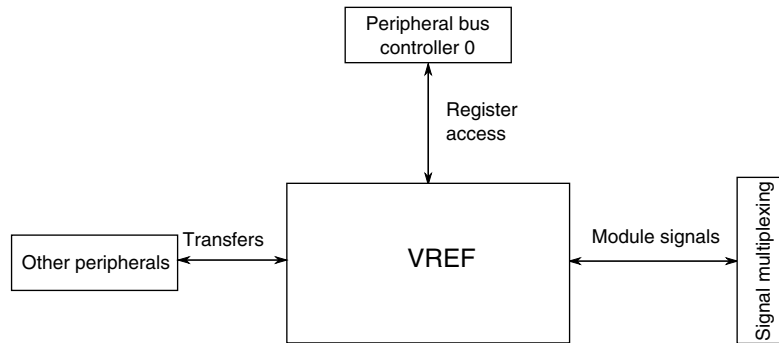 Peripheral bus
controller 0
Register
access
Transfers
Other peripherals
VREF
Module signals
Signal multiplexing